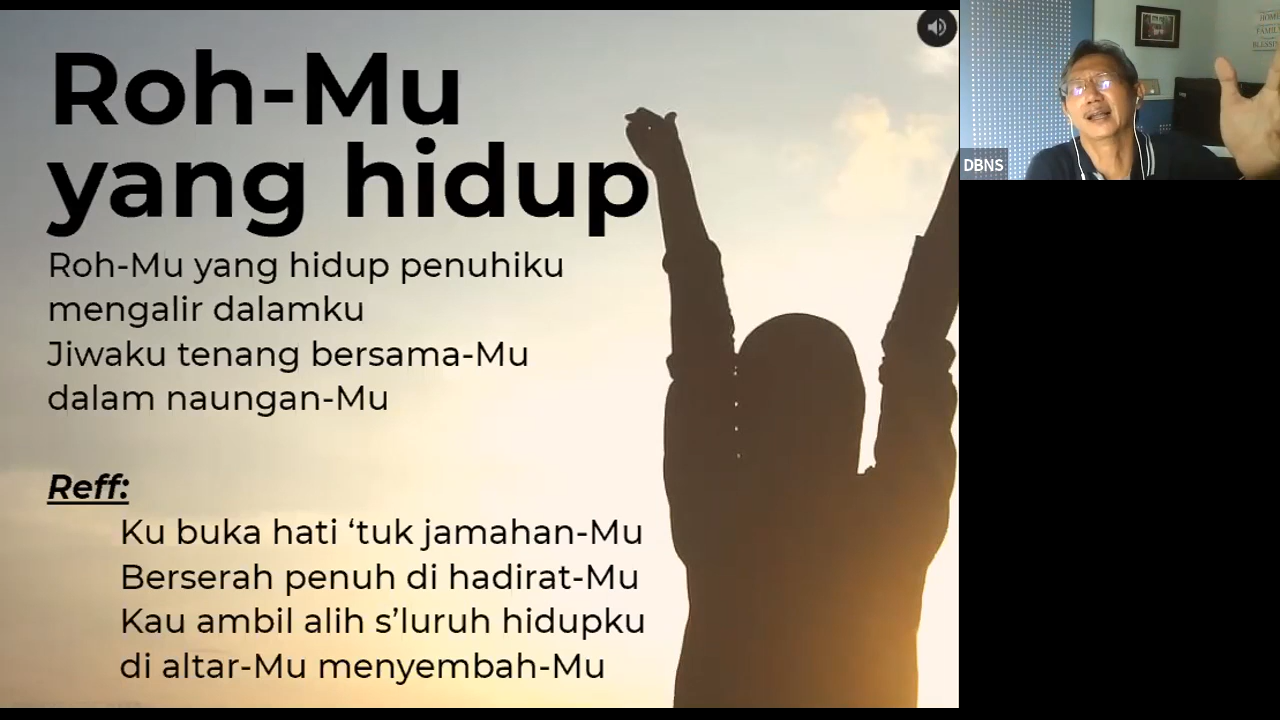 Roh-Mu
yang hidup
Roh-Mu yang hidup penuhiku
mengalir dalamku
Jiwaku tenang bersama-Mu
dalam naungan-Mu
Reff:
Ku buka hati ‘tuk jamahan-Mu
Berserah penuh di hadirat-Mu
Kau ambil alih s’luruh hidupku
di altar-Mu menyembah-Mu
DBNS